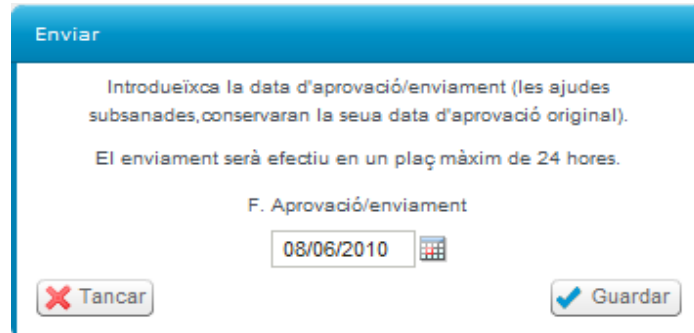 Enviar
Introdueïxca la data d'aprovació/enviament (les ajudes
subsanades,conservaran la seua data d'aprovació original).
El enviament serà efectiu en un plaç màxim de 24 hores.
F. Aprovació/enviament
08/06/2010
Tancar
Guardar